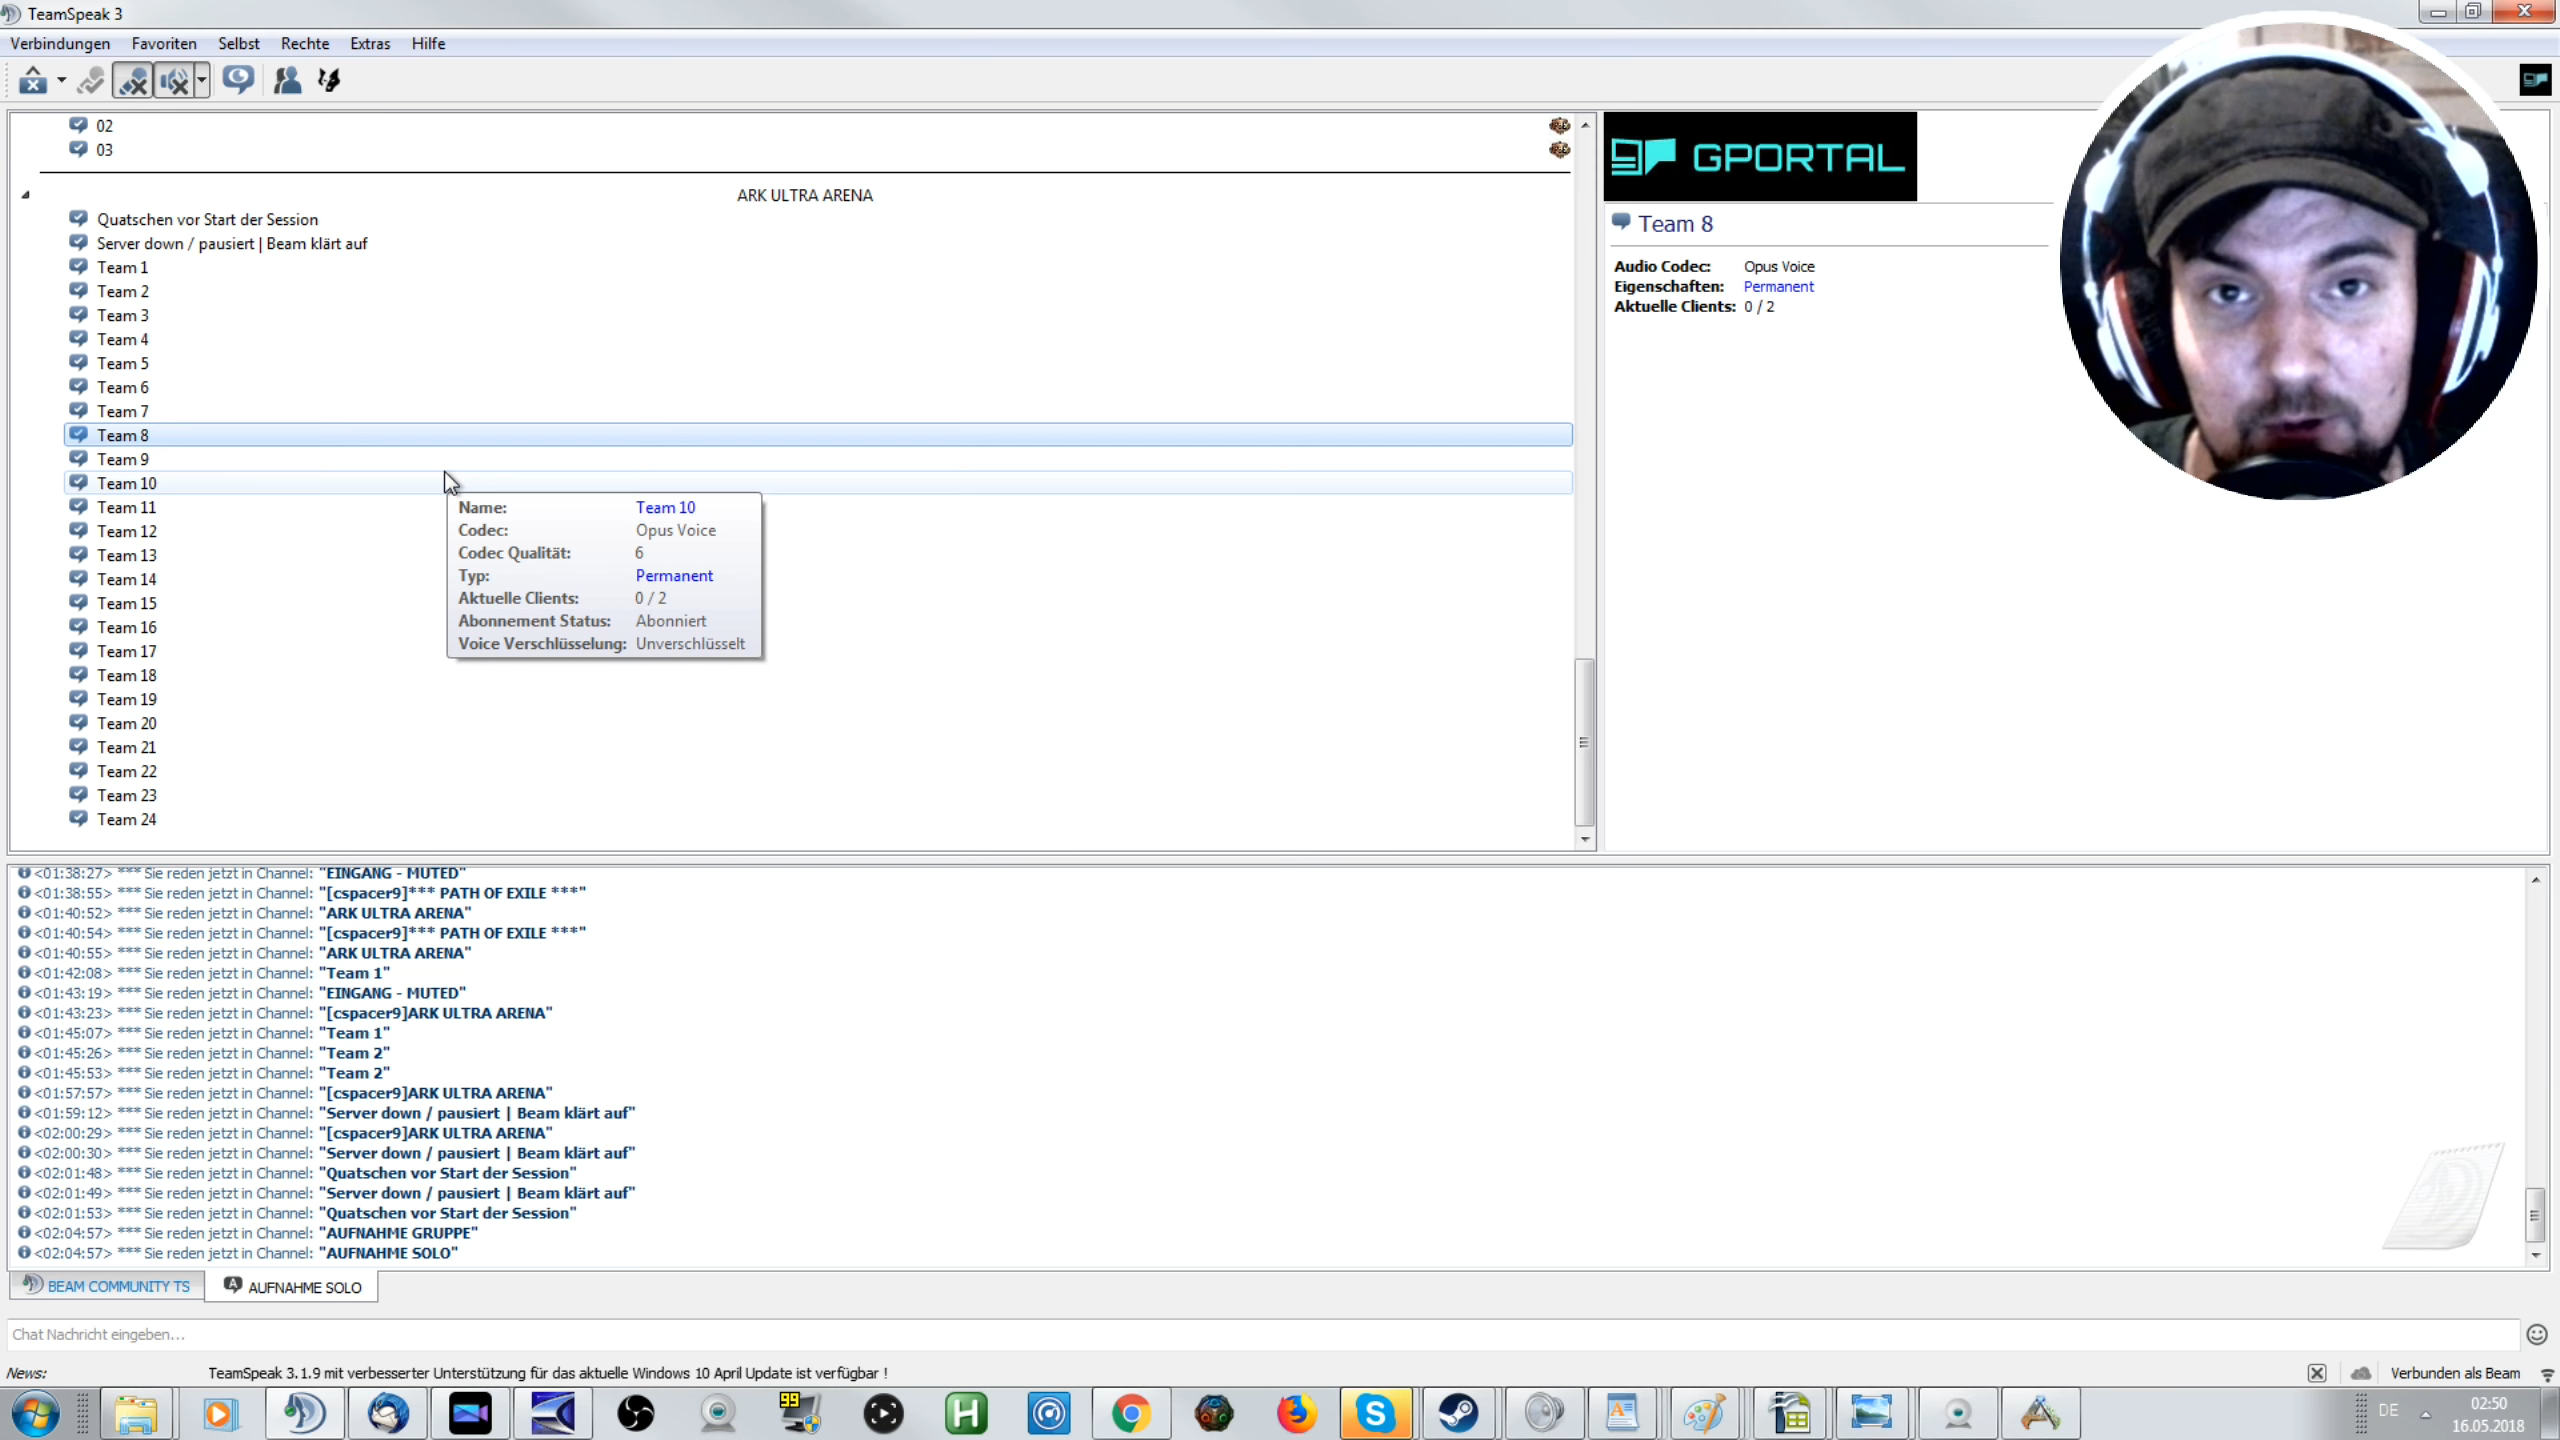 TeamSpeak 3
Verbindungen Favoriten Selbst Rechte Extras Hilfe
02
03
ARK ULTRA ARENA
Quatschen vor Start der Session
Server down / pausiert | Beam klärt auf
Team 1
Team 2
Team 3
Team 4
Team 5
Team 6
Team 7
Team 8
Team 9
Team 10
Team 11
Team 12
Team 13
Team 14
Team 15
Team 16
Team 17
Team 18
Team 19
Team 20
Team 21
Team 22
Team 23
Team 24
Name: Team 10
Codec: Opus Voice
Codec Qualität: 6
Typ: Permanent
Aktuelle Clients: 0 / 2
Abonnement Status: Abonniert
Voice Verschlüsselung: Unverschlüsselt
GPORTAL
Team 8
Audio Codec: Opus Voice
Eigenschaften: Permanent
Aktuelle Clients: 0 / 2
<01:38:27> *** Sie reden jetzt in Channel: "EINGANG - MUTED"
<01:38:55> *** Sie reden jetzt in Channel: "[cspacer9]*** PATH OF EXILE ***"
<01:40:52> *** Sie reden jetzt in Channel: "ARK ULTRA ARENA"
<01:40:54> *** Sie reden jetzt in Channel: "[cspacer9]*** PATH OF EXILE ***"
<01:40:55> *** Sie reden jetzt in Channel: "ARK ULTRA ARENA"
<01:42:08> *** Sie reden jetzt in Channel: "Team 1"
<01:43:19> *** Sie reden jetzt in Channel: "EINGANG - MUTED"
<01:43:23> *** Sie reden jetzt in Channel: "[cspacer9]ARK ULTRA ARENA"
<01:45:07> *** Sie reden jetzt in Channel: "Team 1"
<01:45:26> *** Sie reden jetzt in Channel: "Team 2"
<01:45:53> *** Sie reden jetzt in Channel: "Team 2"
<01:57:57> *** Sie reden jetzt in Channel: "[cspacer9]ARK ULTRA ARENA"
<01:59:12> *** Sie reden jetzt in Channel: "Server down / pausiert | Beam klärt auf"
<02:00:29> *** Sie reden jetzt in Channel: "[cspacer9]ARK ULTRA ARENA"
<02:00:30> *** Sie reden jetzt in Channel: "Server down / pausiert | Beam klärt auf"
<02:01:48> *** Sie reden jetzt in Channel: "Quatschen vor Start der Session"
<02:01:49> *** Sie reden jetzt in Channel: "Server down / pausiert | Beam klärt auf"
<02:01:53> *** Sie reden jetzt in Channel: "Quatschen vor Start der Session"
<02:04:57> *** Sie reden jetzt in Channel: "AUFNAHME GRUPPE"
<02:04:57> *** Sie reden jetzt in Channel: "AUFNAHME SOLO"
BEAM COMMUNITY TS AUFNAHME SOLO
Chat Nachricht eingeben...
News: TeamSpeak 3.1.9 mit verbesserter Unterstützung für das aktuelle Windows 10 April Update ist verfügbar !
Verbunden als Beam
99
DE
02:50
16.05.2018